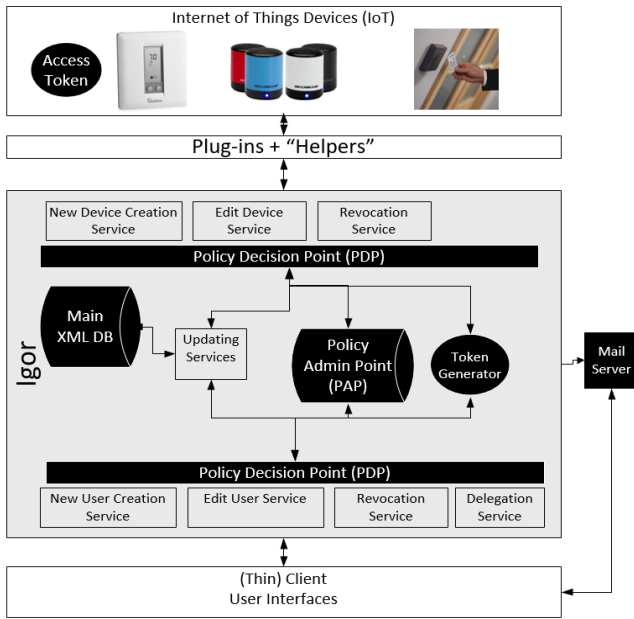 Internet of Things Devices (IoT)
Access
Token
70
Plug-ins + “Helpers”
New Device Creation
Service
Edit Device
Service
Revocation
Service
Policy Decision Point (PDP)
Igor
Main
XML DB
Updating
Services
Policy
Admin Point
(PAP)
Token
Generator
Mail
Server
Policy Decision Point (PDP)
New User Creation
Service
Edit User Service
Revocation
Service
Delegation
Service
(Thin) Client
User Interfaces